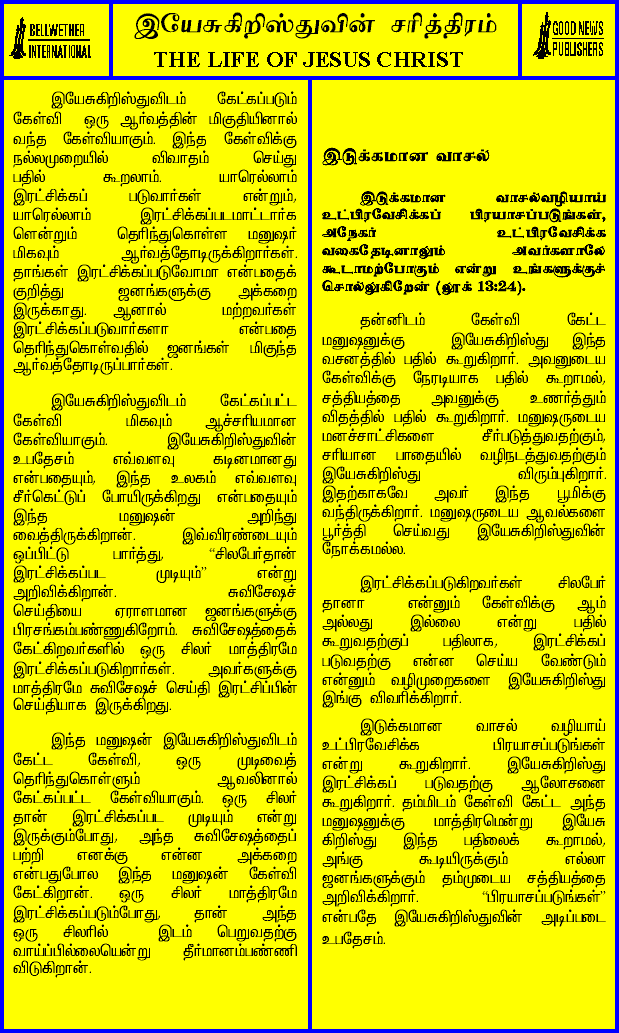 BELLWETHER
INTERNATIONAL
இயேசுகிறிஸ்துவின் சரித்திரம்
THE LIFE OF JESUS CHRIST
GOOD NEWS
PUBLISHERS
இயேசுகிறிஸ்துவிடம் கேட்கப்படும்
கேள்வி ஒரு ஆர்வத்தின் மிகுதியினால்
வந்த கேள்வியாகும். இந்த கேள்விக்கு
நல்லமுறையில் விவாதம் செய்து
பதில் கூறலாம். யாரெல்லாம்
இரட்சிக்கப் படுவார்கள் என்றும்,
யாரெல்லாம் இரட்சிக்கப்படமாட்டார்க
ளென்றும் தெரிந்துகொள்ள மனுஷர்
மிகவும் ஆர்வத்தோடிருக்கிறார்கள்.
தாங்கள் இரட்சிக்கப்படுவோமா என்பதைக்
குறித்து ஜனங்களுக்கு அக்கறை
இருக்காது. ஆனால் மற்றவர்கள்
இரட்சிக்கப்படுவார்களா என்பதை
தெரிந்துகொள்வதில் ஜனங்கள் மிகுந்த
ஆர்வத்தோடிருப்பார்கள்.
இயேசுகிறிஸ்துவிடம் கேட்கப்பட்ட
கேள்வி மிகவும் ஆச்சரியமான
கேள்வியாகும். இயேசுகிறிஸ்துவின்
உபதேசம் எவ்வளவு கடினமானது
என்பதையும், இந்த உலகம் எவ்வளவு
சீர்கெட்டுப் போயிருக்கிறது என்பதையும்
இந்த மனுஷன் அறிந்து
வைத்திருக்கிறான். இவ்விரண்டையும்
ஒப்பிட்டு பார்த்து, “சிலபேர்தான்
இரட்சிக்கப்பட முடியும்” என்று
அறிவிக்கிறான். சுவிசேஷச்
செய்தியை ஏராளமான ஜனங்களுக்கு
பிரசங்கம்பண்ணுகிறோம். சுவிசேஷத்தைக்
கேட்கிறவர்களில் ஒரு சிலர் மாத்திரமே
இரட்சிக்கப்படுகிறார்கள். அவர்களுக்கு
மாத்திரமே சுவிசேஷச் செய்தி இரட்சிப்பின்
செய்தியாக இருக்கிறது.
இந்த மனுஷன் இயேசுகிறிஸ்துவிடம்
கேட்ட கேள்வி, ஒரு முடிவைத்
தெரிந்துகொள்ளும் ஆவலினால்
கேட்கப்பட்ட கேள்வியாகும். ஒரு சிலர்
தான் இரட்சிக்கப்பட முடியும் என்று
இருக்கும்போது, அந்த சுவிசேஷத்தைப்
பற்றி எனக்கு என்ன அக்கறை
என்பதுபோல இந்த மனுஷன் கேள்வி
கேட்கிறான். ஒரு சிலர் மாத்திரமே
இரட்சிக்கப்படும்போது, தான் அந்த
ஒரு சிலரில் இடம் பெறுவதற்கு
வாய்ப்பில்லையென்று தீர்மானம்பண்ணி
விடுகிறான்.
இடுக்கமான வாசல்
இடுக்கமான வாசல்வழியாய்
உட்பிரவேசிக்கப் பிரயாசப்படுங்கள்,
அநேகர் உட்பிரவேசிக்க
வகைதேடினாலும் அவர்களாலே
கூடாமற்போகும் என்று உங்களுக்குச்
சொல்லுகிறேன் (லூக் 13:24).
தன்னிடம் கேள்வி கேட்ட
மனுஷனுக்கு இயேசுகிறிஸ்து இந்த
வசனத்தில் பதில் கூறுகிறார். அவனுடைய
கேள்விக்கு நேரடியாக பதில் கூறாமல்,
சத்தியத்தை அவனுக்கு உணர்த்தும்
விதத்தில் பதில் கூறுகிறார். மனுஷருடைய
மனச்சாட்சிகளை சீர்படுத்துவதற்கும்,
சரியான பாதையில் வழிநடத்துவதற்கும்
இயேசுகிறிஸ்து விரும்புகிறார்.
இதற்காகவே அவர் இந்த பூமிக்கு
வந்திருக்கிறார். மனுஷருடைய ஆவல்களை
பூர்த்தி செய்வது இயேசுகிறிஸ்துவின்
நோக்கமல்ல.
இரட்சிக்கப்படுகிறவர்கள் சிலபேர்
தானா என்னும் கேள்விக்கு ஆம்
அல்லது இல்லை என்று பதில்
கூறுவதற்குப் பதிலாக, இரட்சிக்கப்
படுவதற்கு என்ன செய்ய வேண்டும்
என்னும் வழிமுறைகளை இயேசுகிறிஸ்து
இங்கு விவரிக்கிறார்.
இடுக்கமான வாசல் வழியாய்
உட்பிரவேசிக்க பிரயாசப்படுங்கள்
என்று கூறுகிறார். இயேசுகிறிஸ்து
இரட்சிக்கப் படுவதற்கு ஆலோசனை
கூறுகிறார். தம்மிடம் கேள்வி கேட்ட அந்த
மனுஷனுக்கு மாத்திரமென்று இயேசு
கிறிஸ்து இந்த பதிலைக் கூறாமல்,
அங்கு கூடியிருக்கும் எல்லா
ஜனங்களுக்கும் தம்முடைய சத்தியத்தை
அறிவிக்கிறார். “பிரயாசப்படுங்கள்”
என்பதே இயேசுகிறிஸ்துவின் அடிப்படை
உபதேசம்.